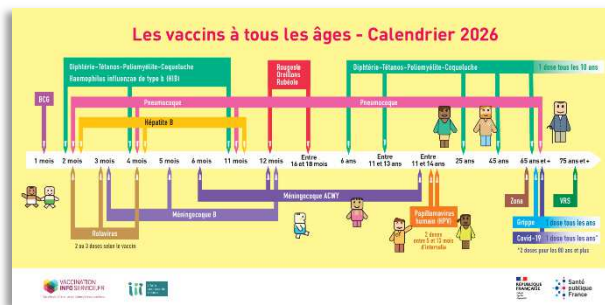 Les vaccins à tous les âges - Calendrier 2026
Diphtérie-Tétanos-Poliomyélite-Coqueluche
Haemophilus influenzae de type b (HIB)
Rougeole
Oreillons
Rubéole
Diphtérie-Tétanos-Poliomyélite-Coqueluche
1 dose tous les 10 ans
BCG
Pneumocoque
Pneumocoque
Hépatite B
1 mois
2 mois
3 mois
4 mois
5 mois
6 mois
11 mois
12 mois
Entre
16 et 18 mois
6 ans
Entre
11 et 13 ans
Entre
11 et 14 ans
25 ans
45 ans
65 ans et +
75 ans et +
Méningocoque ACWY
Méningocoque B
Rotavirus
2 ou 3 doses selon le vaccin
Papillomavirus
humain (HPV)
2 doses
entre 5 et 13 mois
d'intervalle
Zona
VRS
Grippe
1 dose tous les ans
Covid-19
1 dose tous les ans*
*2 doses pour les 80 ans et plus
VACCINATION
INFO SERVICE.FR
RÉPUBLIQUE
FRANÇAISE
Santé
publique
France